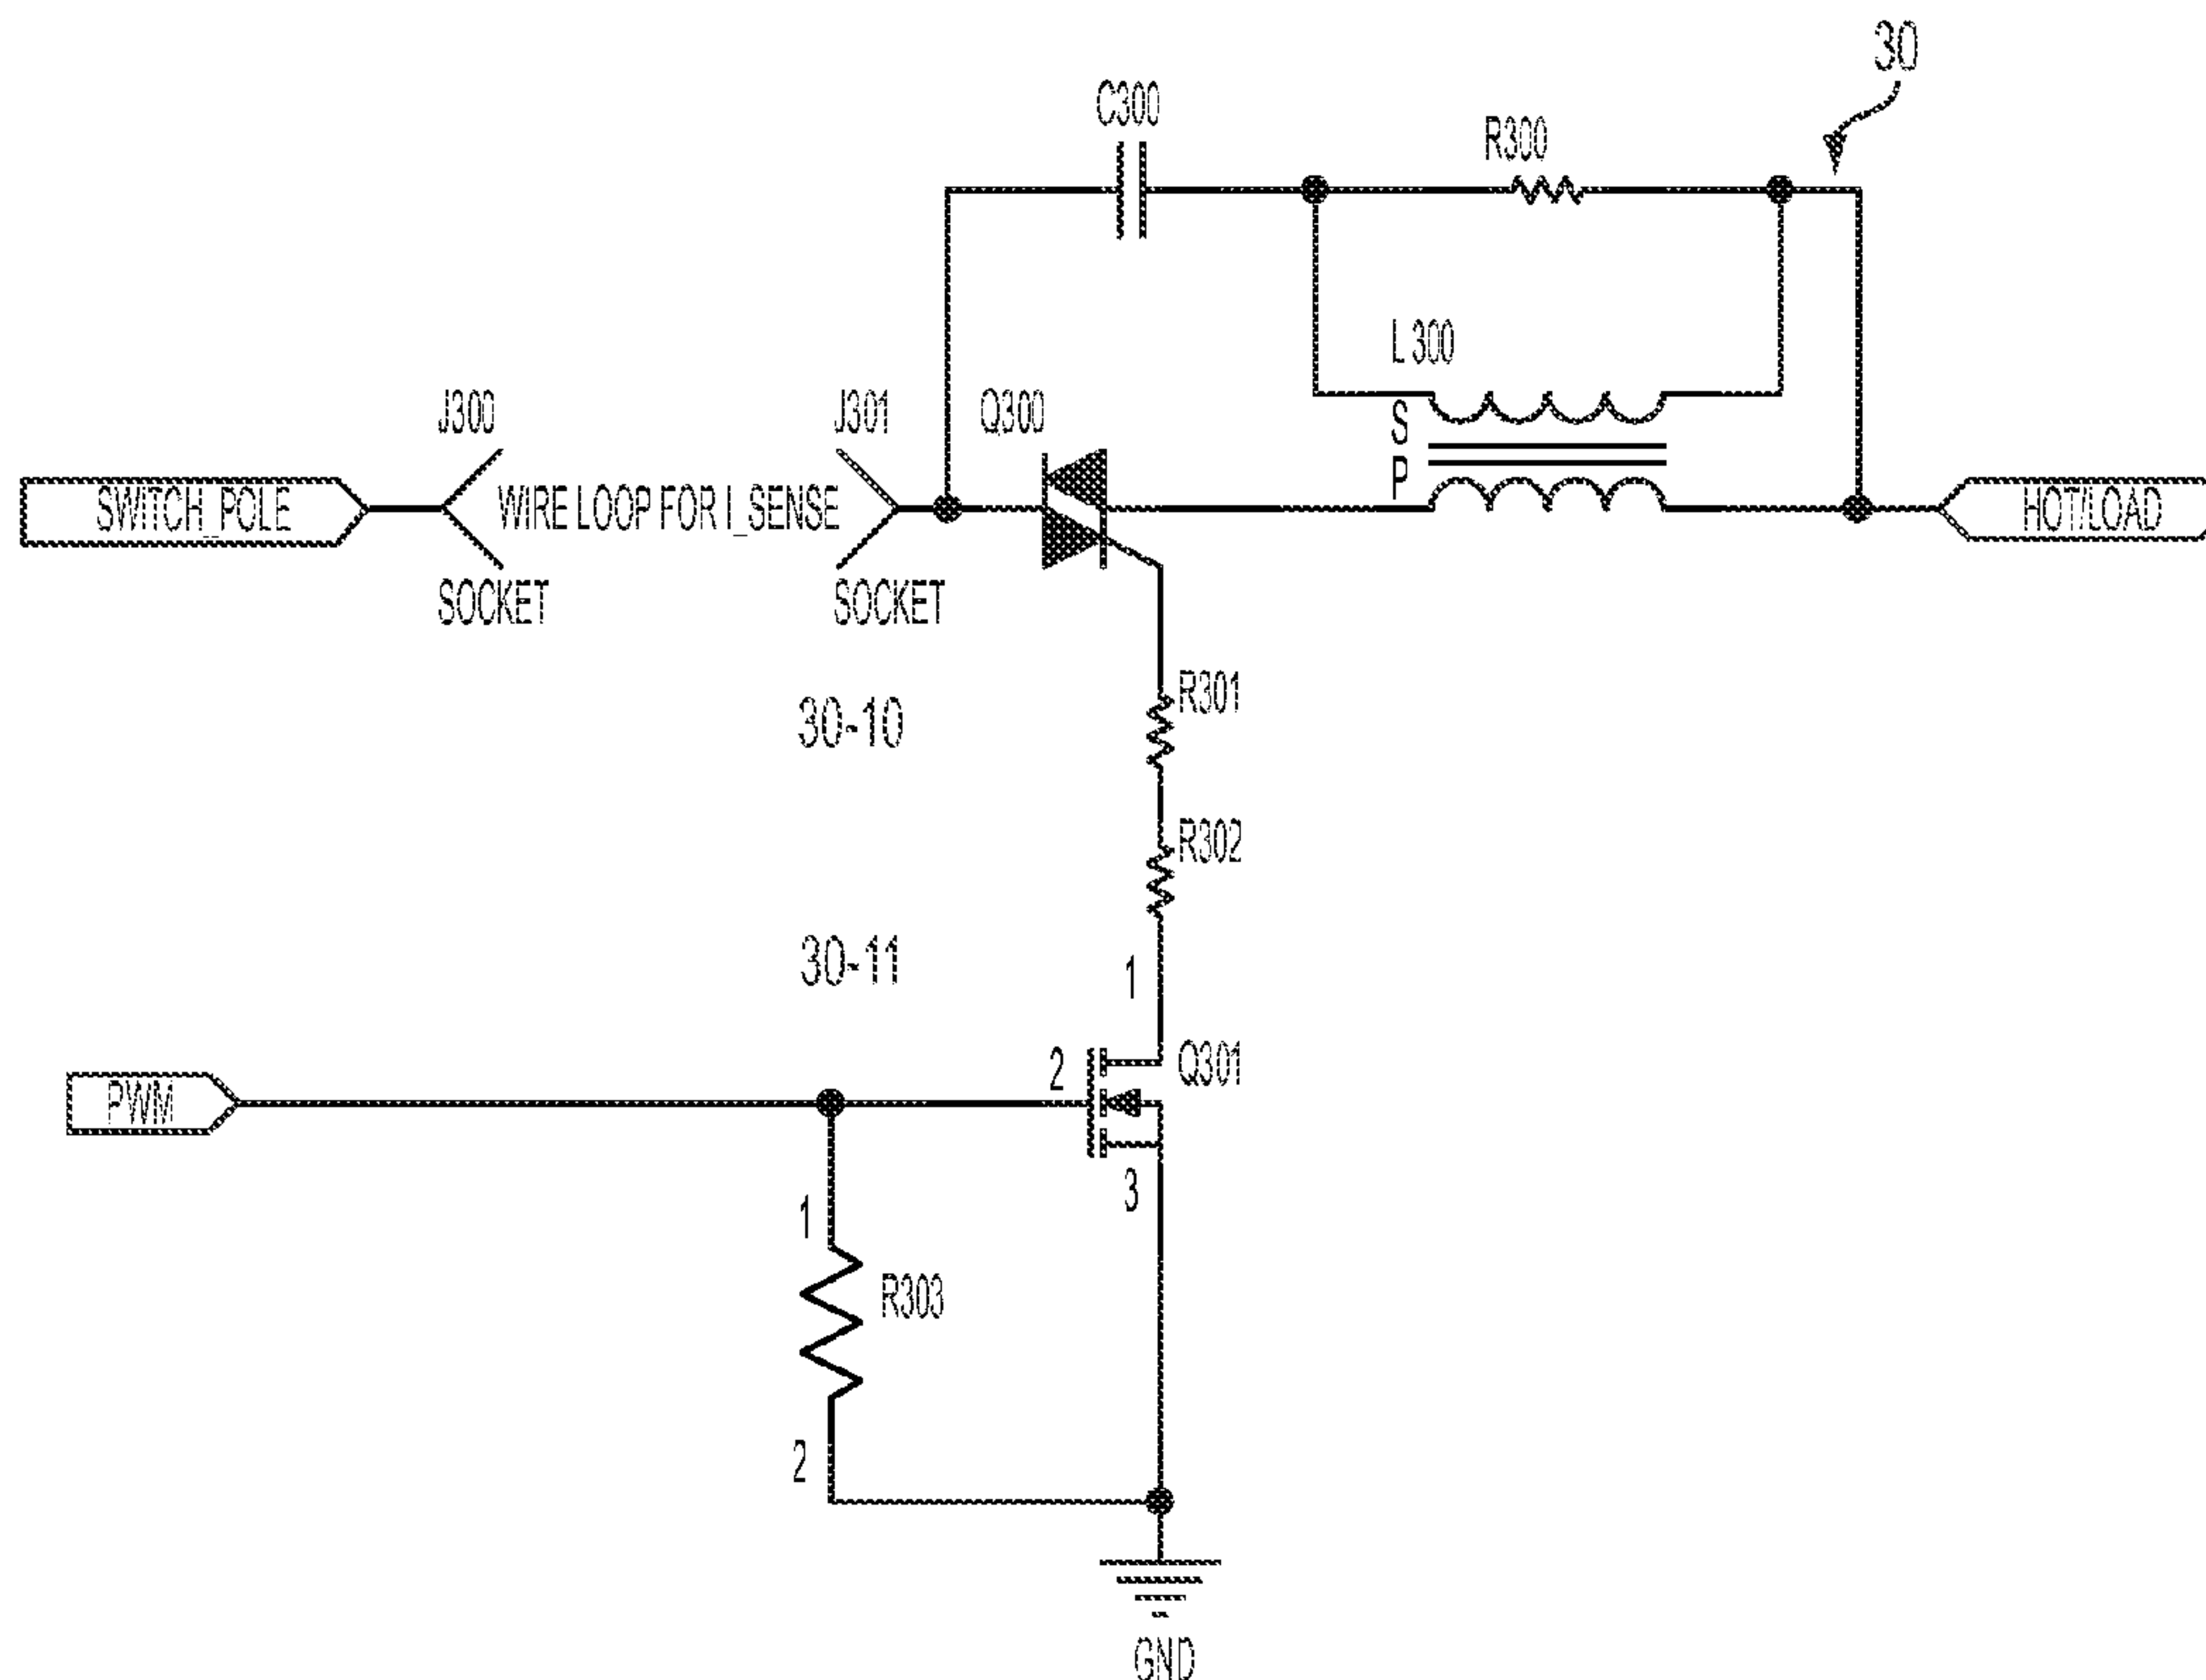 30
C300
R300
L 300
J300
J301
Q300
S
P
SWITCH_POLE
WIRE LOOP FOR I_SENSE
HOT/LOAD
SOCKET
SOCKET
R301
30-10
R302
30-11
1
2
Q301
PWM
3
1
R303
2
GND